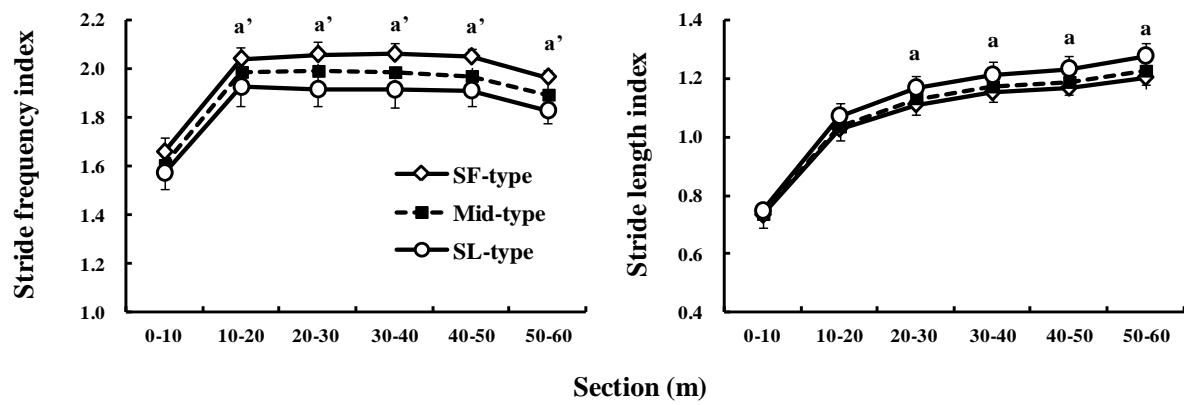 Stride frequency index
2.2
2.0
1.8
1.6
1.4
1.2
1.0
a’ a’ a’ a’ a’
SF-type
Mid-type
SL-type
0-10 10-20 20-30 30-40 40-50 50-60
Stride length index
1.4
1.2
1.0
0.8
0.6
0.4
a a a a
0-10 10-20 20-30 30-40 40-50 50-60
Section (m)